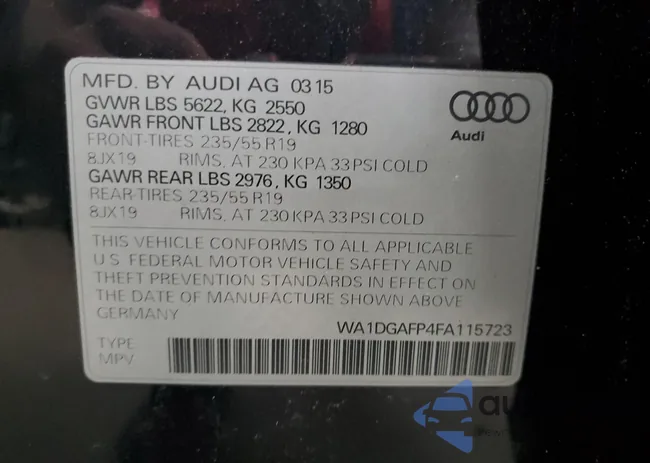 MFD. BY AUDI AG 03 15
GVWR LBS 5622, KG 2550
GAWR FRONT LBS 2822, KG 1280
FRONT-TIRES 235/55 R19
8JX19 RIMS, AT 230 KPA 33 PSI COLD
GAWR REAR LBS 2976, KG 1350
REAR-TIRES 235/55 R19
8JX19 RIMS, AT 230 KPA 33 PSI COLD
Audi
THIS VEHICLE CONFORMS TO ALL APPLICABLE
U.S. FEDERAL MOTOR VEHICLE SAFETY AND
THEFT PREVENTION STANDARDS IN EFFECT ON
THE DATE OF MANUFACTURE SHOWN ABOVE
GERMANY
WA1DGAFP4FA115723
TYPE
MPV